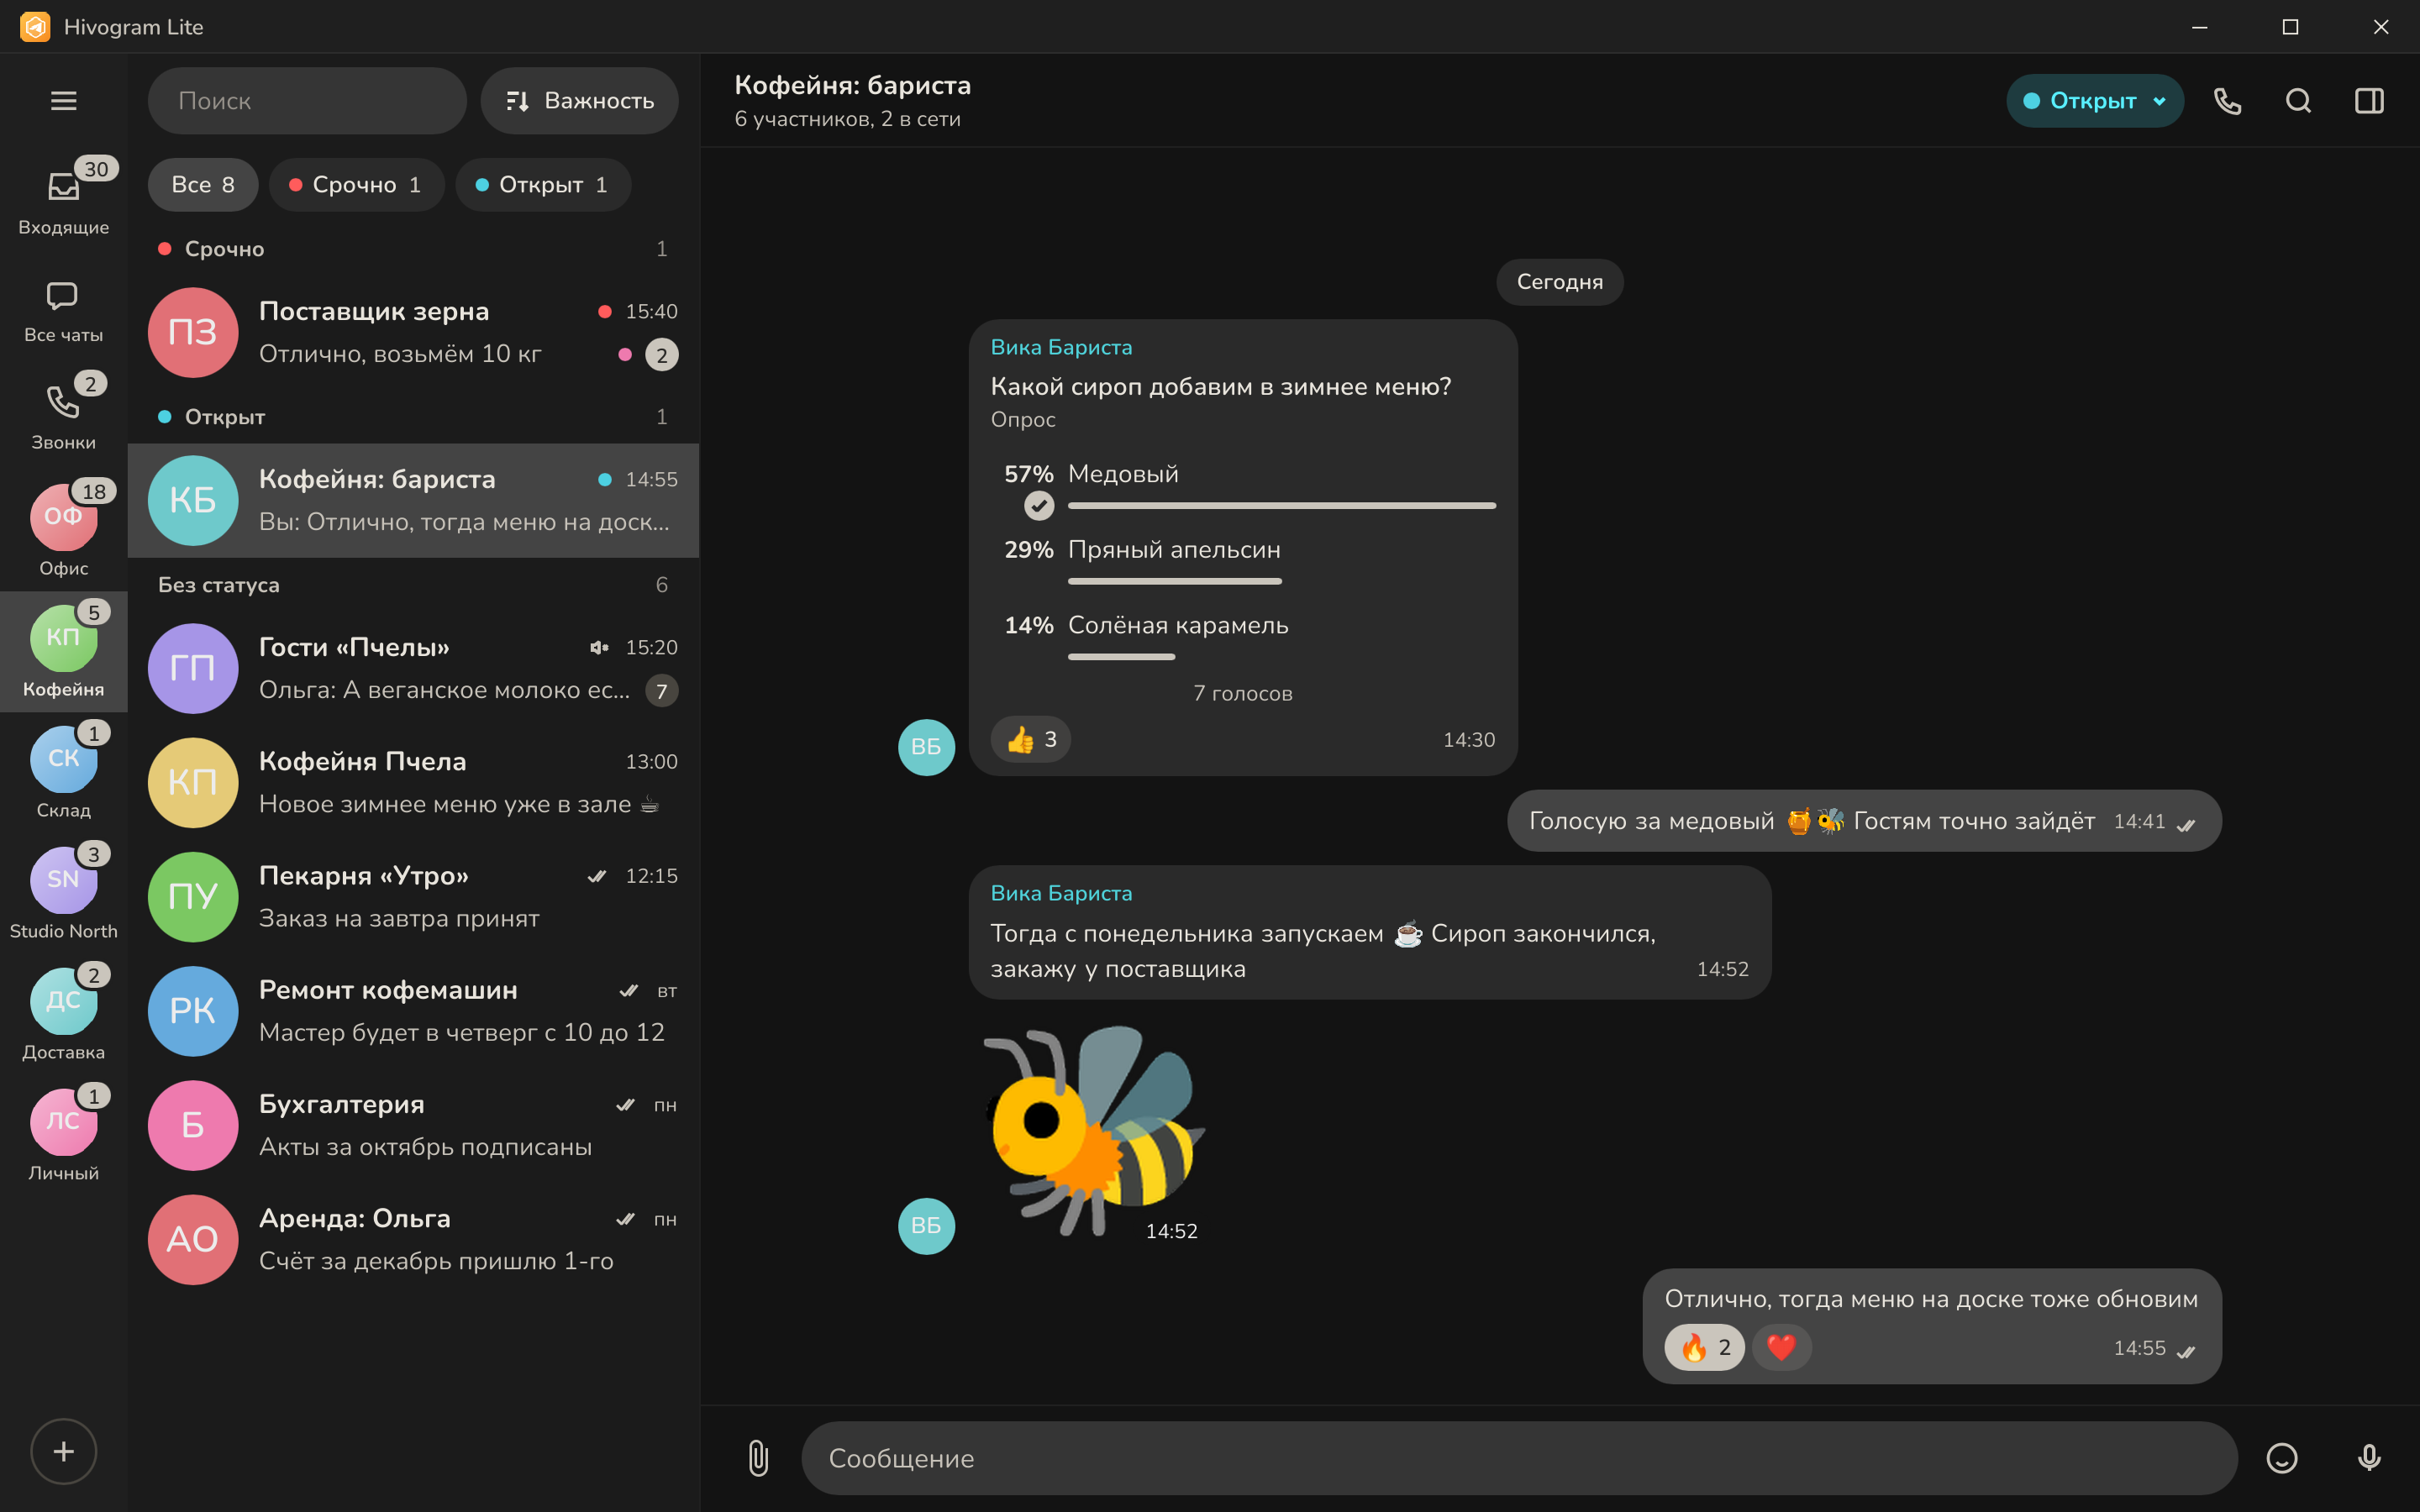 Hivogram Lite
30
Входящие
Все чаты
2
Звонки
18
ОФ
Офис
5
КП
Кофейня
1
СК
Склад
3
SN
Studio North
2
ДС
Доставка
1
ЛС
Личный
Поиск
Важность
Все 8
Срочно 1
Открыт 1
Срочно 1
ПЗ
Поставщик зерна 15:40
Отлично, возьмём 10 кг 2
Открыт 1
КБ
Кофейня: бариста 14:55
Вы: Отлично, тогда меню на доск...
Без статуса 6
ГП
Гости «Пчелы» 15:20
Ольга: А веганское молоко ес... 7
КП
Кофейня Пчела 13:00
Новое зимнее меню уже в зале ☕
ПУ
Пекарня «Утро» 12:15
Заказ на завтра принят
РК
Ремонт кофемашин вт
Мастер будет в четверг с 10 до 12
Б
Бухгалтерия пн
Акты за октябрь подписаны
АО
Аренда: Ольга пн
Счёт за декабрь пришлю 1-го
Кофейня: бариста
6 участников, 2 в сети
Открыт
Сегодня
Вика Бариста
Какой сироп добавим в зимнее меню?
Опрос
57% Медовый
29% Пряный апельсин
14% Солёная карамель
7 голосов
👍 3 14:30
ВБ
Голосую за медовый 🍯🐝 Гостям точно зайдёт 14:41
Вика Бариста
Тогда с понедельника запускаем ☕ Сироп закончился,
закажу у поставщика 14:52
ВБ
14:52
Отлично, тогда меню на доске тоже обновим
🔥 2 ❤️ 14:55
Сообщение